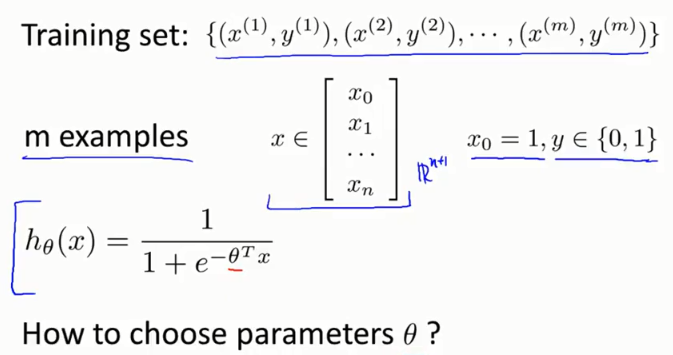 Training set: {(x^{(1)}, y^{(1)}), (x^{(2)}, y^{(2)}), ⋯, (x^{(m)}, y^{(m)})}
m examples x ∈ [x_0 x_1 ⋯ x_n] ℝ^{n+1} x_0 = 1, y ∈ {0, 1}
h_θ(x) = \frac{1}{1 + e^{-θ^T x}}
How to choose parameters θ ?